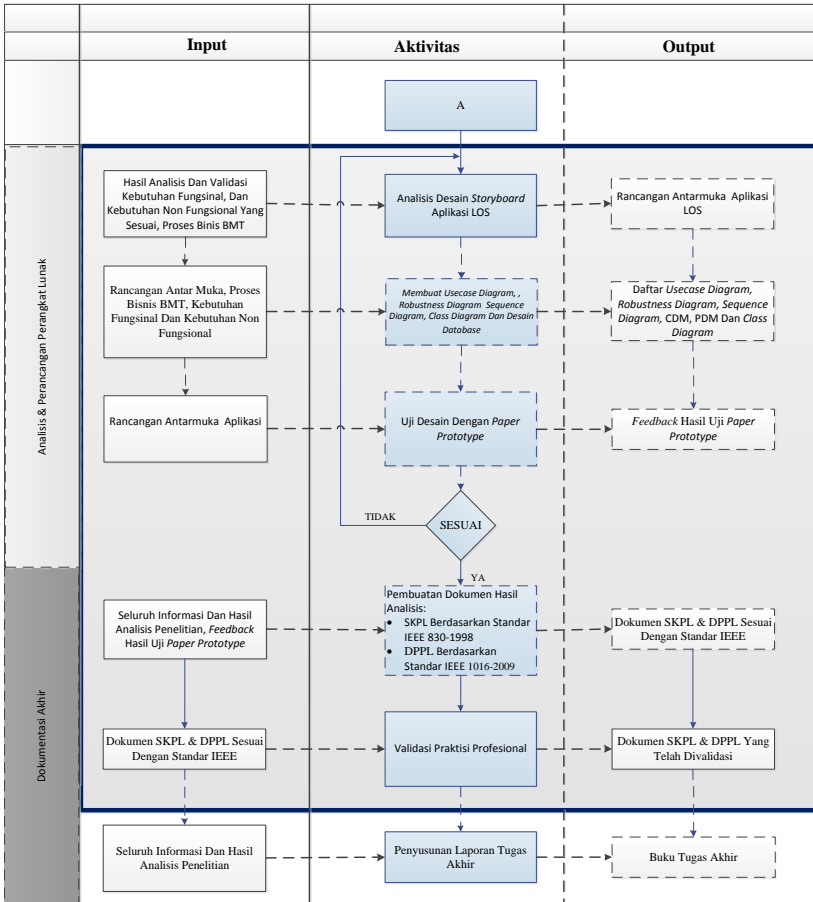 Input
Aktivitas
Output
A
Analisis & Perancangan Perangkat Lunak
Hasil Analisis Dan Validasi
Kebutuhan Fungsinal, Dan
Kebutuhan Non Fungsional Yang
Sesuai, Proses Binis BMT
Analisis Desain Storyboard
Aplikasi LOS
Rancangan Antarmuka Aplikasi
LOS
Rancangan Antar Muka, Proses
Bisnis BMT, Kebutuhan
Fungsinal Dan Kebutuhan Non
Fungsional
Membuat Usecase Diagram, ,
Robustness Diagram Sequence
Diagram, Class Diagram Dan Desain
Database
Daftar Usecase Diagram,
Robustness Diagram, Sequence
Diagram, CDM, PDM Dan Class
Diagram
Rancangan Antarmuka Aplikasi
Uji Desain Dengan Paper
Prototype
Feedback Hasil Uji Paper
Prototype
TIDAK
SESUAI
YA
Dokumentasi Akhir
Seluruh Informasi Dan Hasil
Analisis Penelitian, Feedback
Hasil Uji Paper Prototype
Pembuatan Dokumen Hasil
Analisis:
• SKPL Berdasarkan Standar
IEEE 830-1998
• DPPL Berdasarkan
Standar IEEE 1016-2009
Dokumen SKPL & DPPL Sesuai
Dengan Standar IEEE
Dokumen SKPL & DPPL Sesuai
Dengan Standar IEEE
Validasi Praktisi Profesional
Dokumen SKPL & DPPL Yang
Telah Divalidasi
Seluruh Informasi Dan Hasil
Analisis Penelitian
Penyusunan Laporan Tugas
Akhir
Buku Tugas Akhir